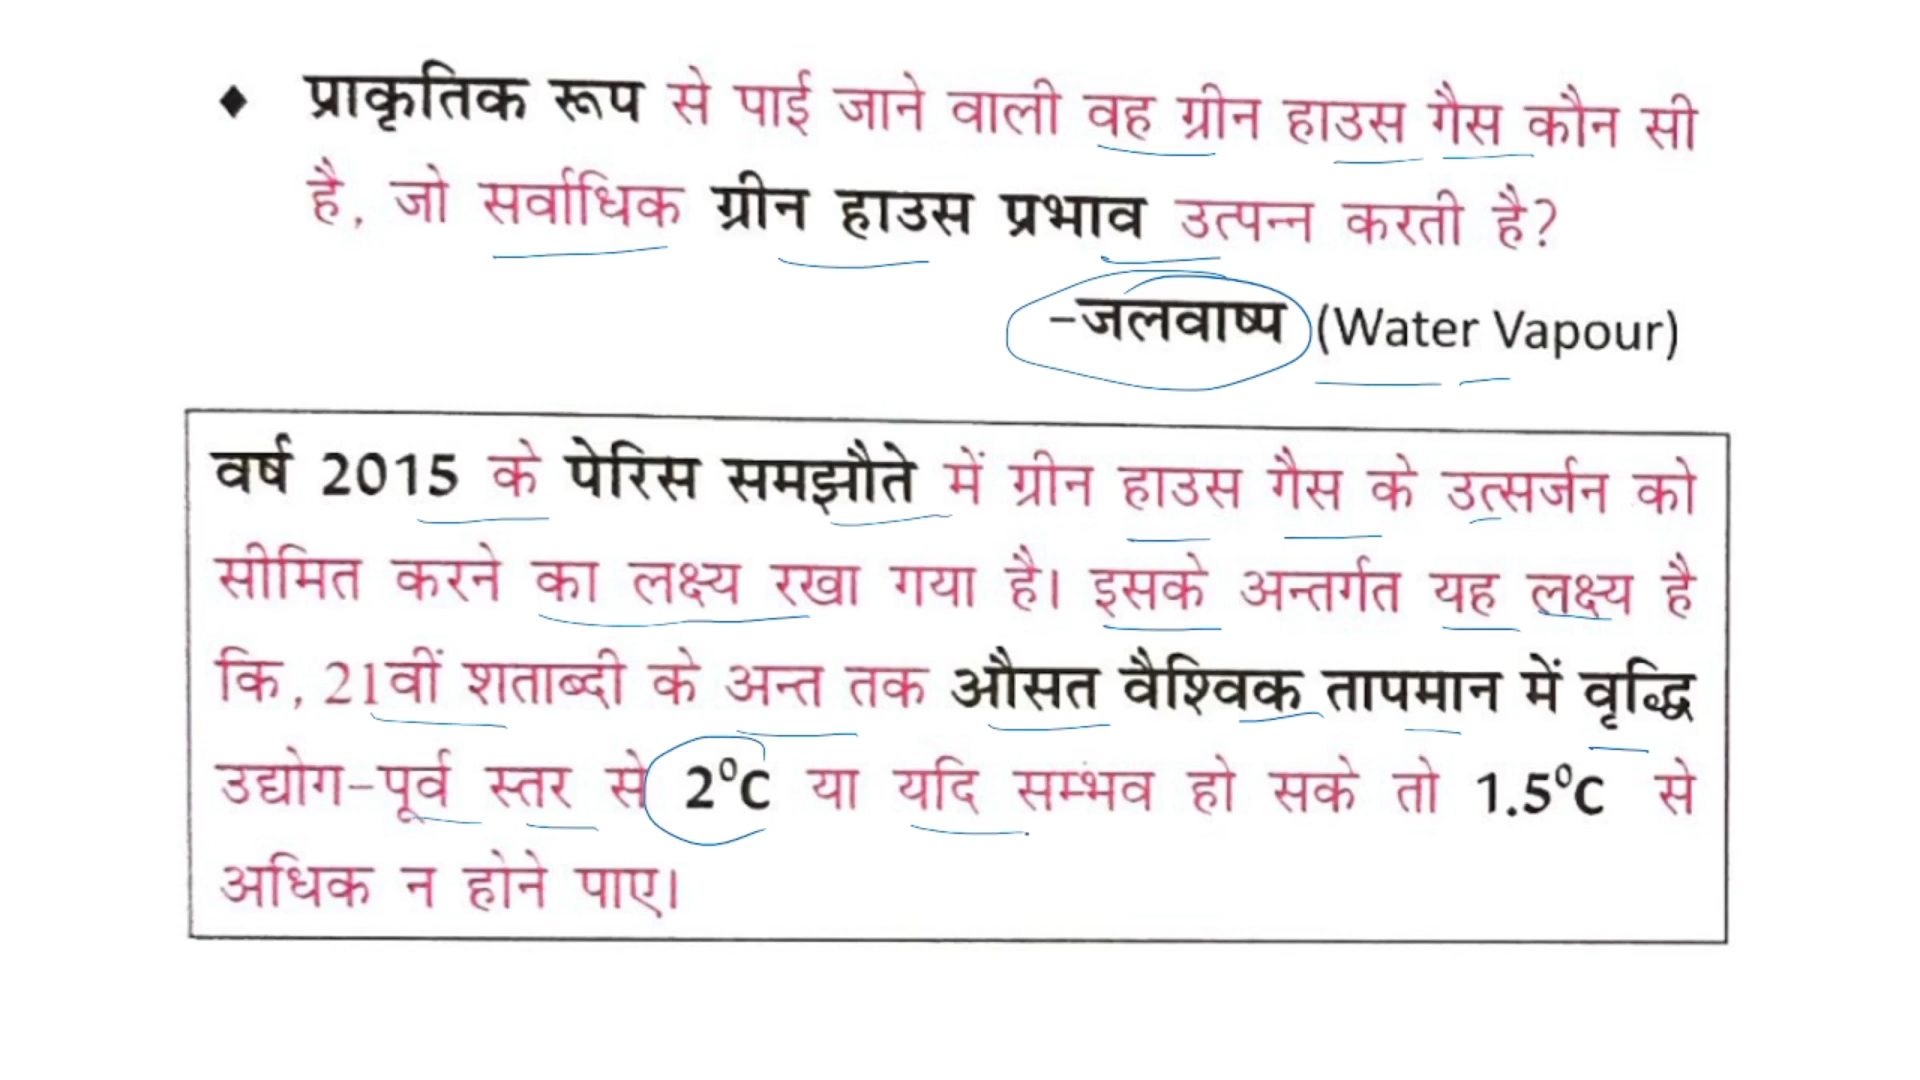 ♦ प्राकृतिक रूप से पाई जाने वाली वह ग्रीन हाउस गैस कौन सी
है, जो सर्वाधिक ग्रीन हाउस प्रभाव उत्पन्न करती है?
–जलवाष्प (Water Vapour)
वर्ष 2015 के पेरिस समझौते में ग्रीन हाउस गैस के उत्सर्जन को
सीमित करने का लक्ष्य रखा गया है। इसके अन्तर्गत यह लक्ष्य है
कि, 21वीं शताब्दी के अन्त तक औसत वैश्विक तापमान में वृद्धि
उद्योग-पूर्व स्तर से 2⁰C या यदि सम्भव हो सके तो 1.5⁰C से
अधिक न होने पाए।